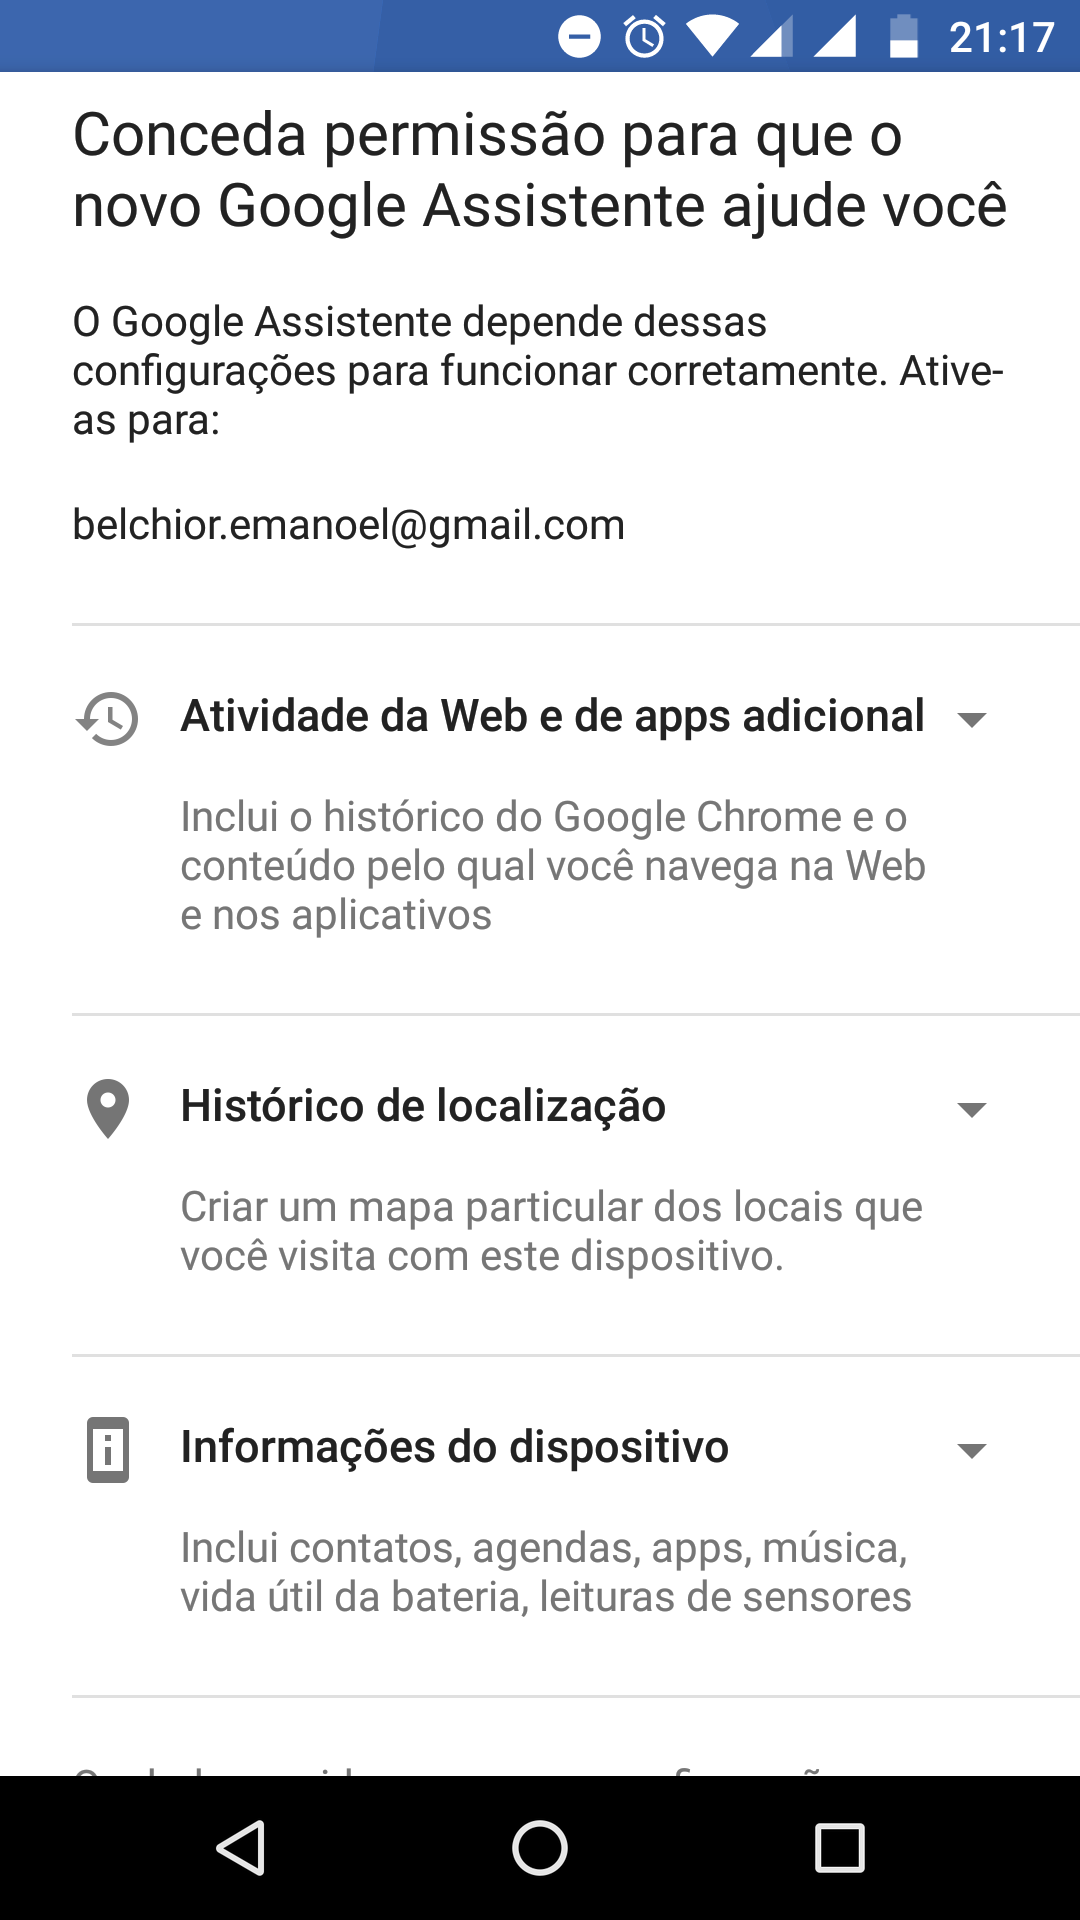 21:17
Conceda permissão para que o
novo Google Assistente ajude você
O Google Assistente depende dessas
configurações para funcionar corretamente. Ative-
as para:
belchior.emanoel@gmail.com
Atividade da Web e de apps adicional
Inclui o histórico do Google Chrome e o
conteúdo pelo qual você navega na Web
e nos aplicativos
Histórico de localização
Criar um mapa particular dos locais que
você visita com este dispositivo.
Informações do dispositivo
Inclui contatos, agendas, apps, música,
vida útil da bateria, leituras de sensores